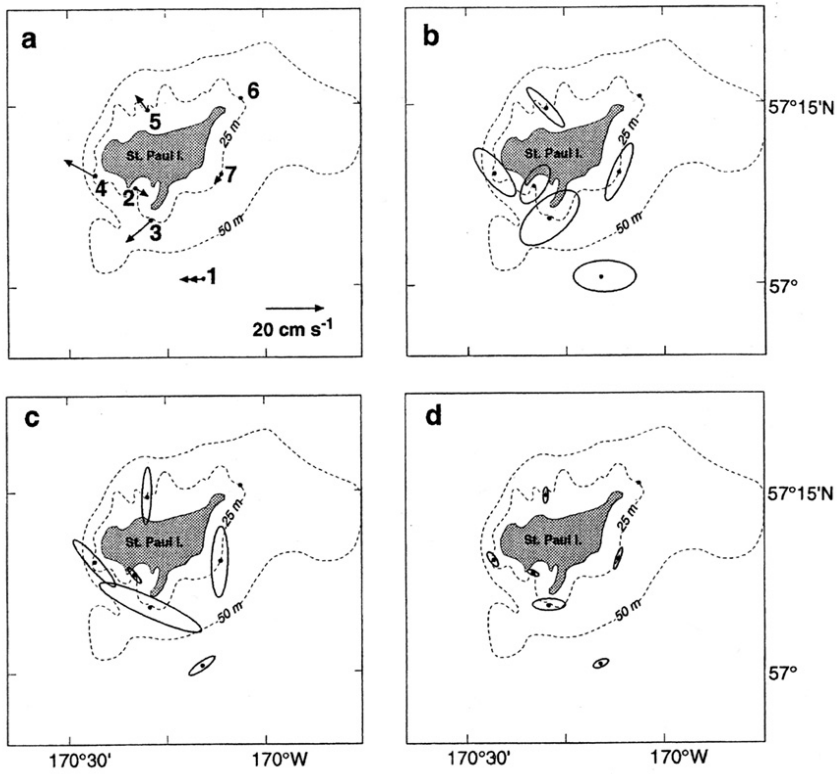 a
6
5
25 m
St. Paul I.
7
4
2
3
50 m
1
20 cm s⁻¹
b
57°15'N
25 m
St. Paul I.
50 m
57°
c
25 m
St. Paul I.
50 m
170°30'
170°W
d
57°15'N
25 m
St. Paul I.
50 m
57°
170°30'
170°W